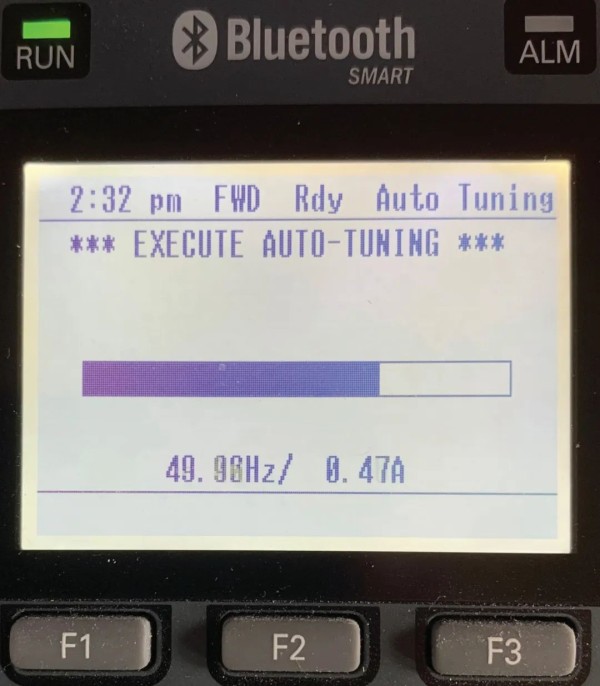 RUN
Bluetooth
SMART
ALM
2:32 pm FWD Rdy Auto Tuning
*** EXECUTE AUTO-TUNING ***
49.96Hz/ 0.47A
F1
F2
F3